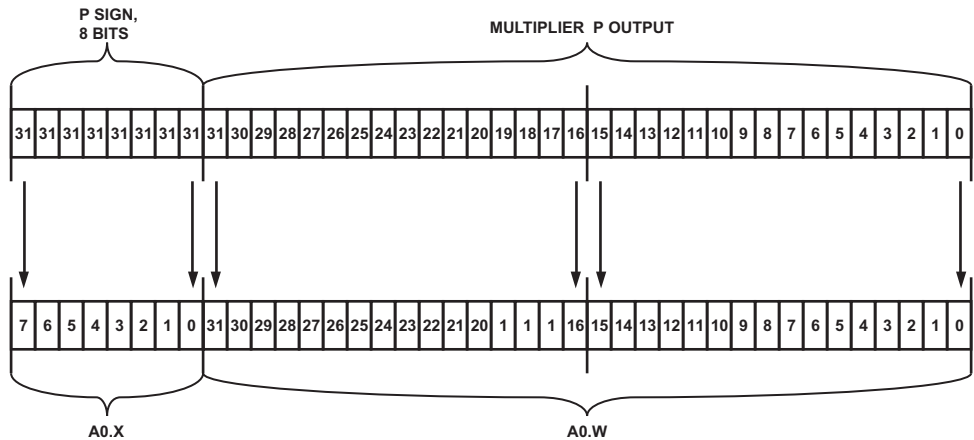 P SIGN,
8 BITS
MULTIPLIER P OUTPUT
31 31 31 31 31 31 31 31 31 30 29 28 27 26 25 24 23 22 21 20 19 18 17 16 15 14 13 12 11 10 9 8 7 6 5 4 3 2 1 0
7 6 5 4 3 2 1 0 31 30 29 28 27 26 25 24 23 22 21 20 1 1 1 16 15 14 13 12 11 10 9 8 7 6 5 4 3 2 1 0
A0.X
A0.W